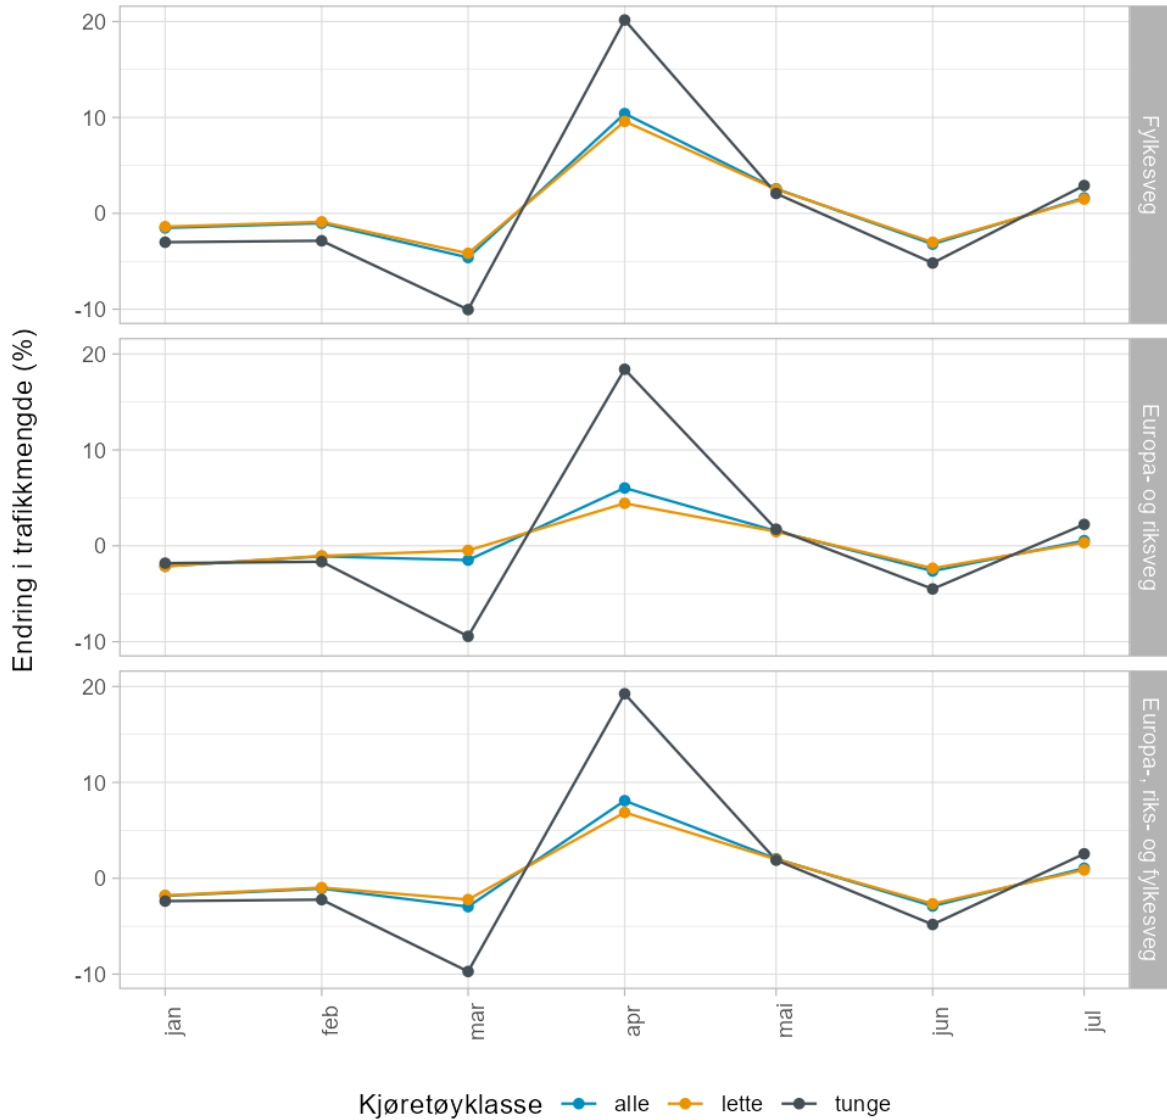 Endring i trafikkmengde (%)
20
10
0
-10
Fylkesveg
20
10
0
-10
Europa- og riksveg
20
10
0
-10
Europa-, riks- og fylkesveg
jan
feb
mar
apr
mai
jun
jul
Kjøretøyklasse alle lette tunge